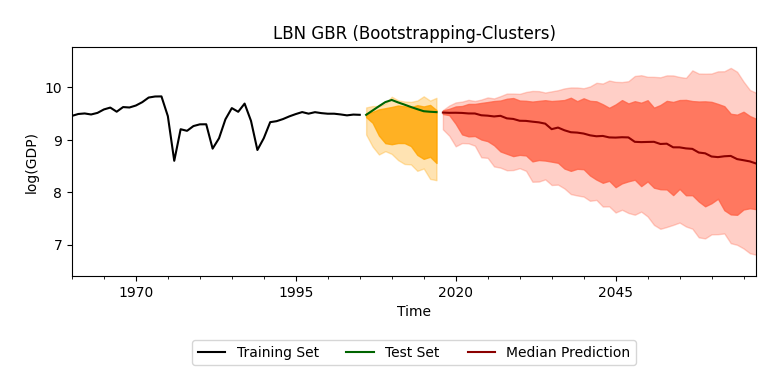 LBN GBR (Bootstrapping-Clusters)
log(GDP)
10
9
8
7
1970
1995
2020
2045
Time
Training Set
Test Set
Median Prediction